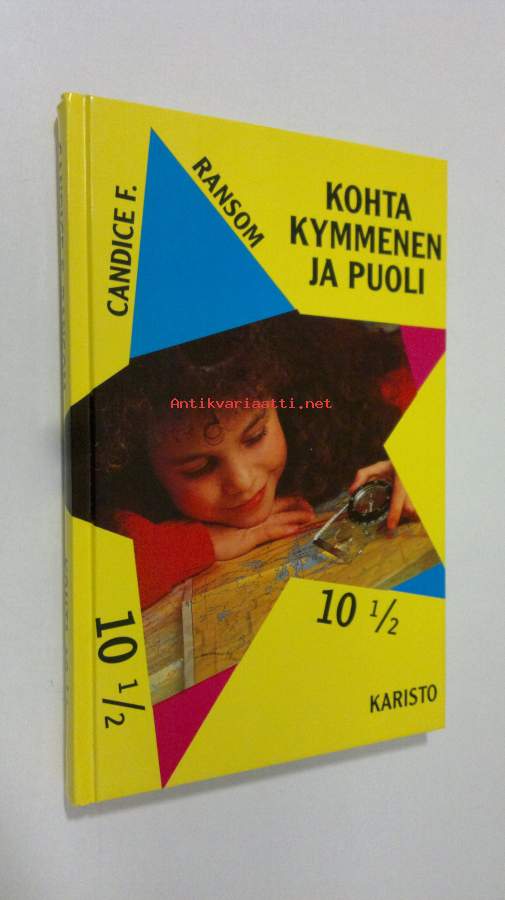 CANDICE F.
RANSOM
KOHTA
KYMMENEN
JA PUOLI
Antikvariaatti.net
10 1/2
10 1/2
KARISTO